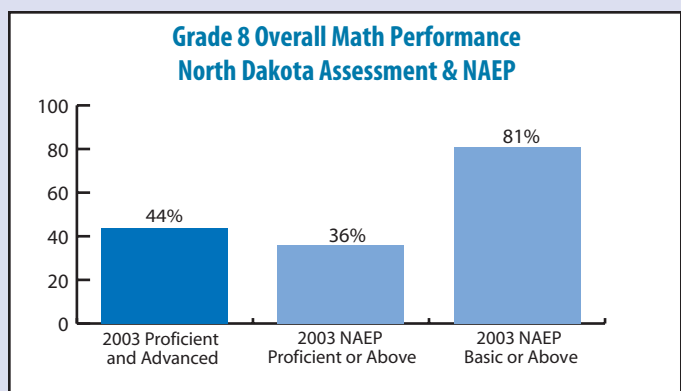 Grade 8 Overall Math Performance
North Dakota Assessment & NAEP
100
80
60
40
20
0
44%
36%
81%
2003 Proficient
and Advanced
2003 NAEP
Proficient or Above
2003 NAEP
Basic or Above